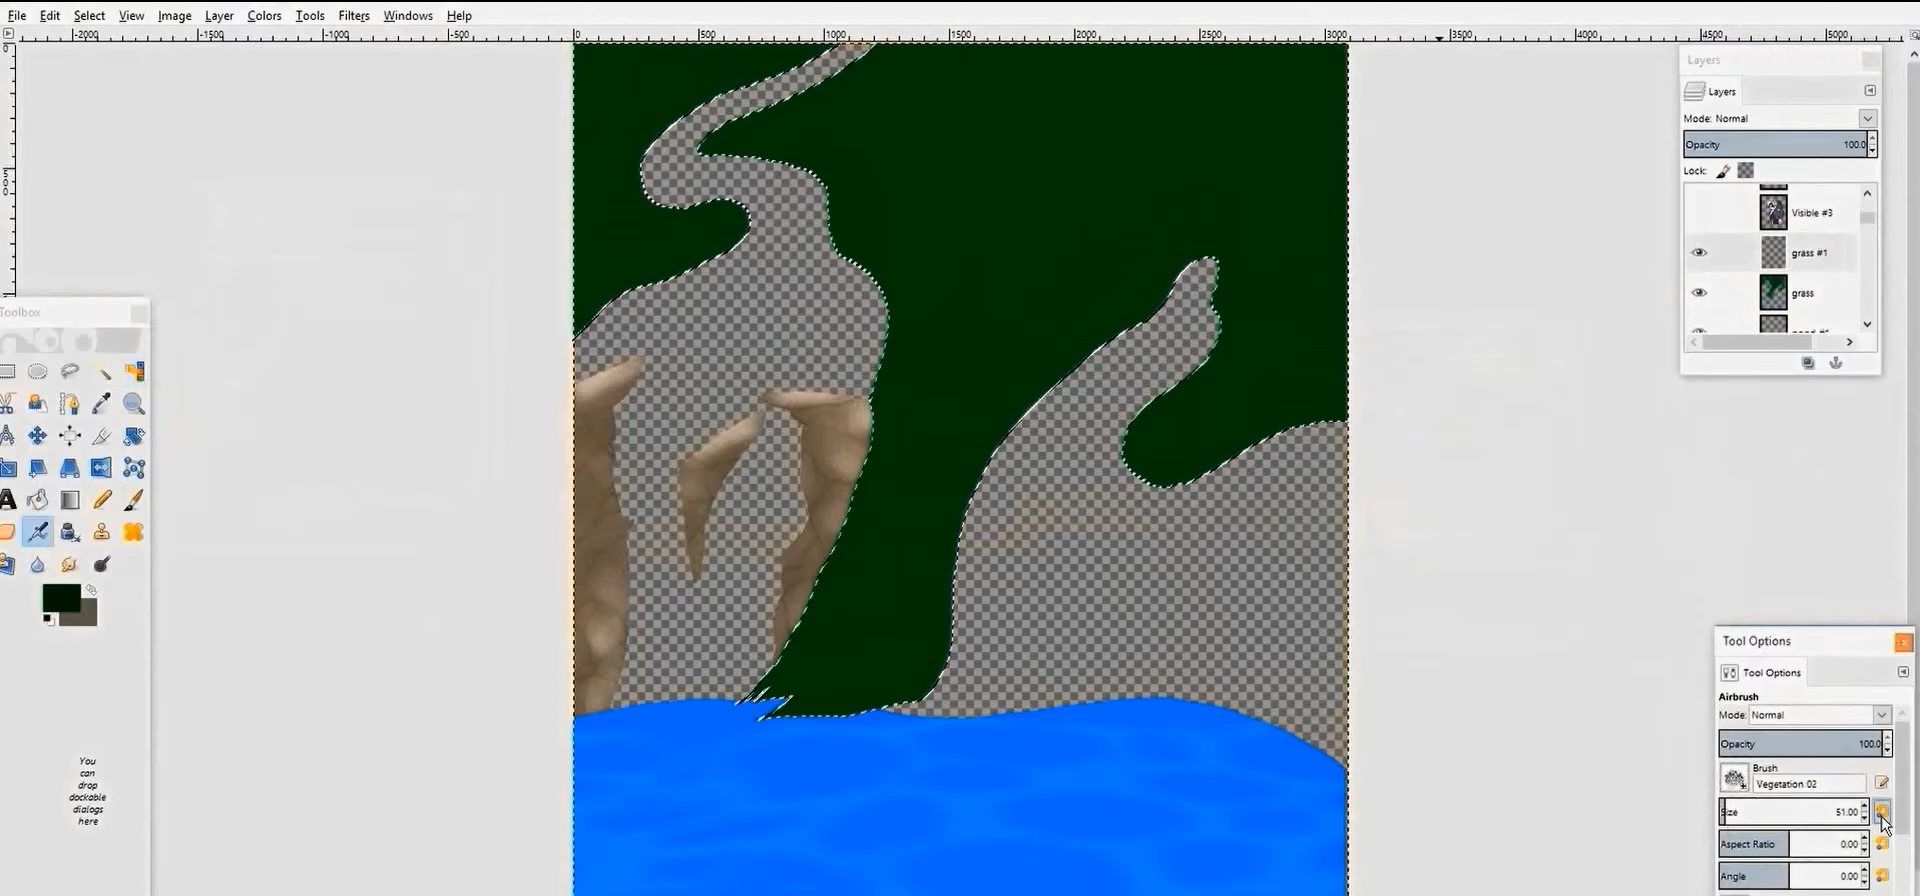 File Edit Select View Image Layer Colors Tools Filters Windows Help
-2000 -1500 -1000 -500 0 500 1000 1500 2000 2500 3000 3500 4000 4500 5000
0
500
Layers
Layers
Mode: Normal
Opacity 100.0
Lock:
Visible #3
grass #1
grass
Toolbox
You
can
drop
dockable
dialogs
here
Tool Options
Tool Options
Airbrush
Mode: Normal
Opacity 100.0
Brush
Vegetation 02
Size 51.00
Aspect Ratio 0.00
Angle 0.00